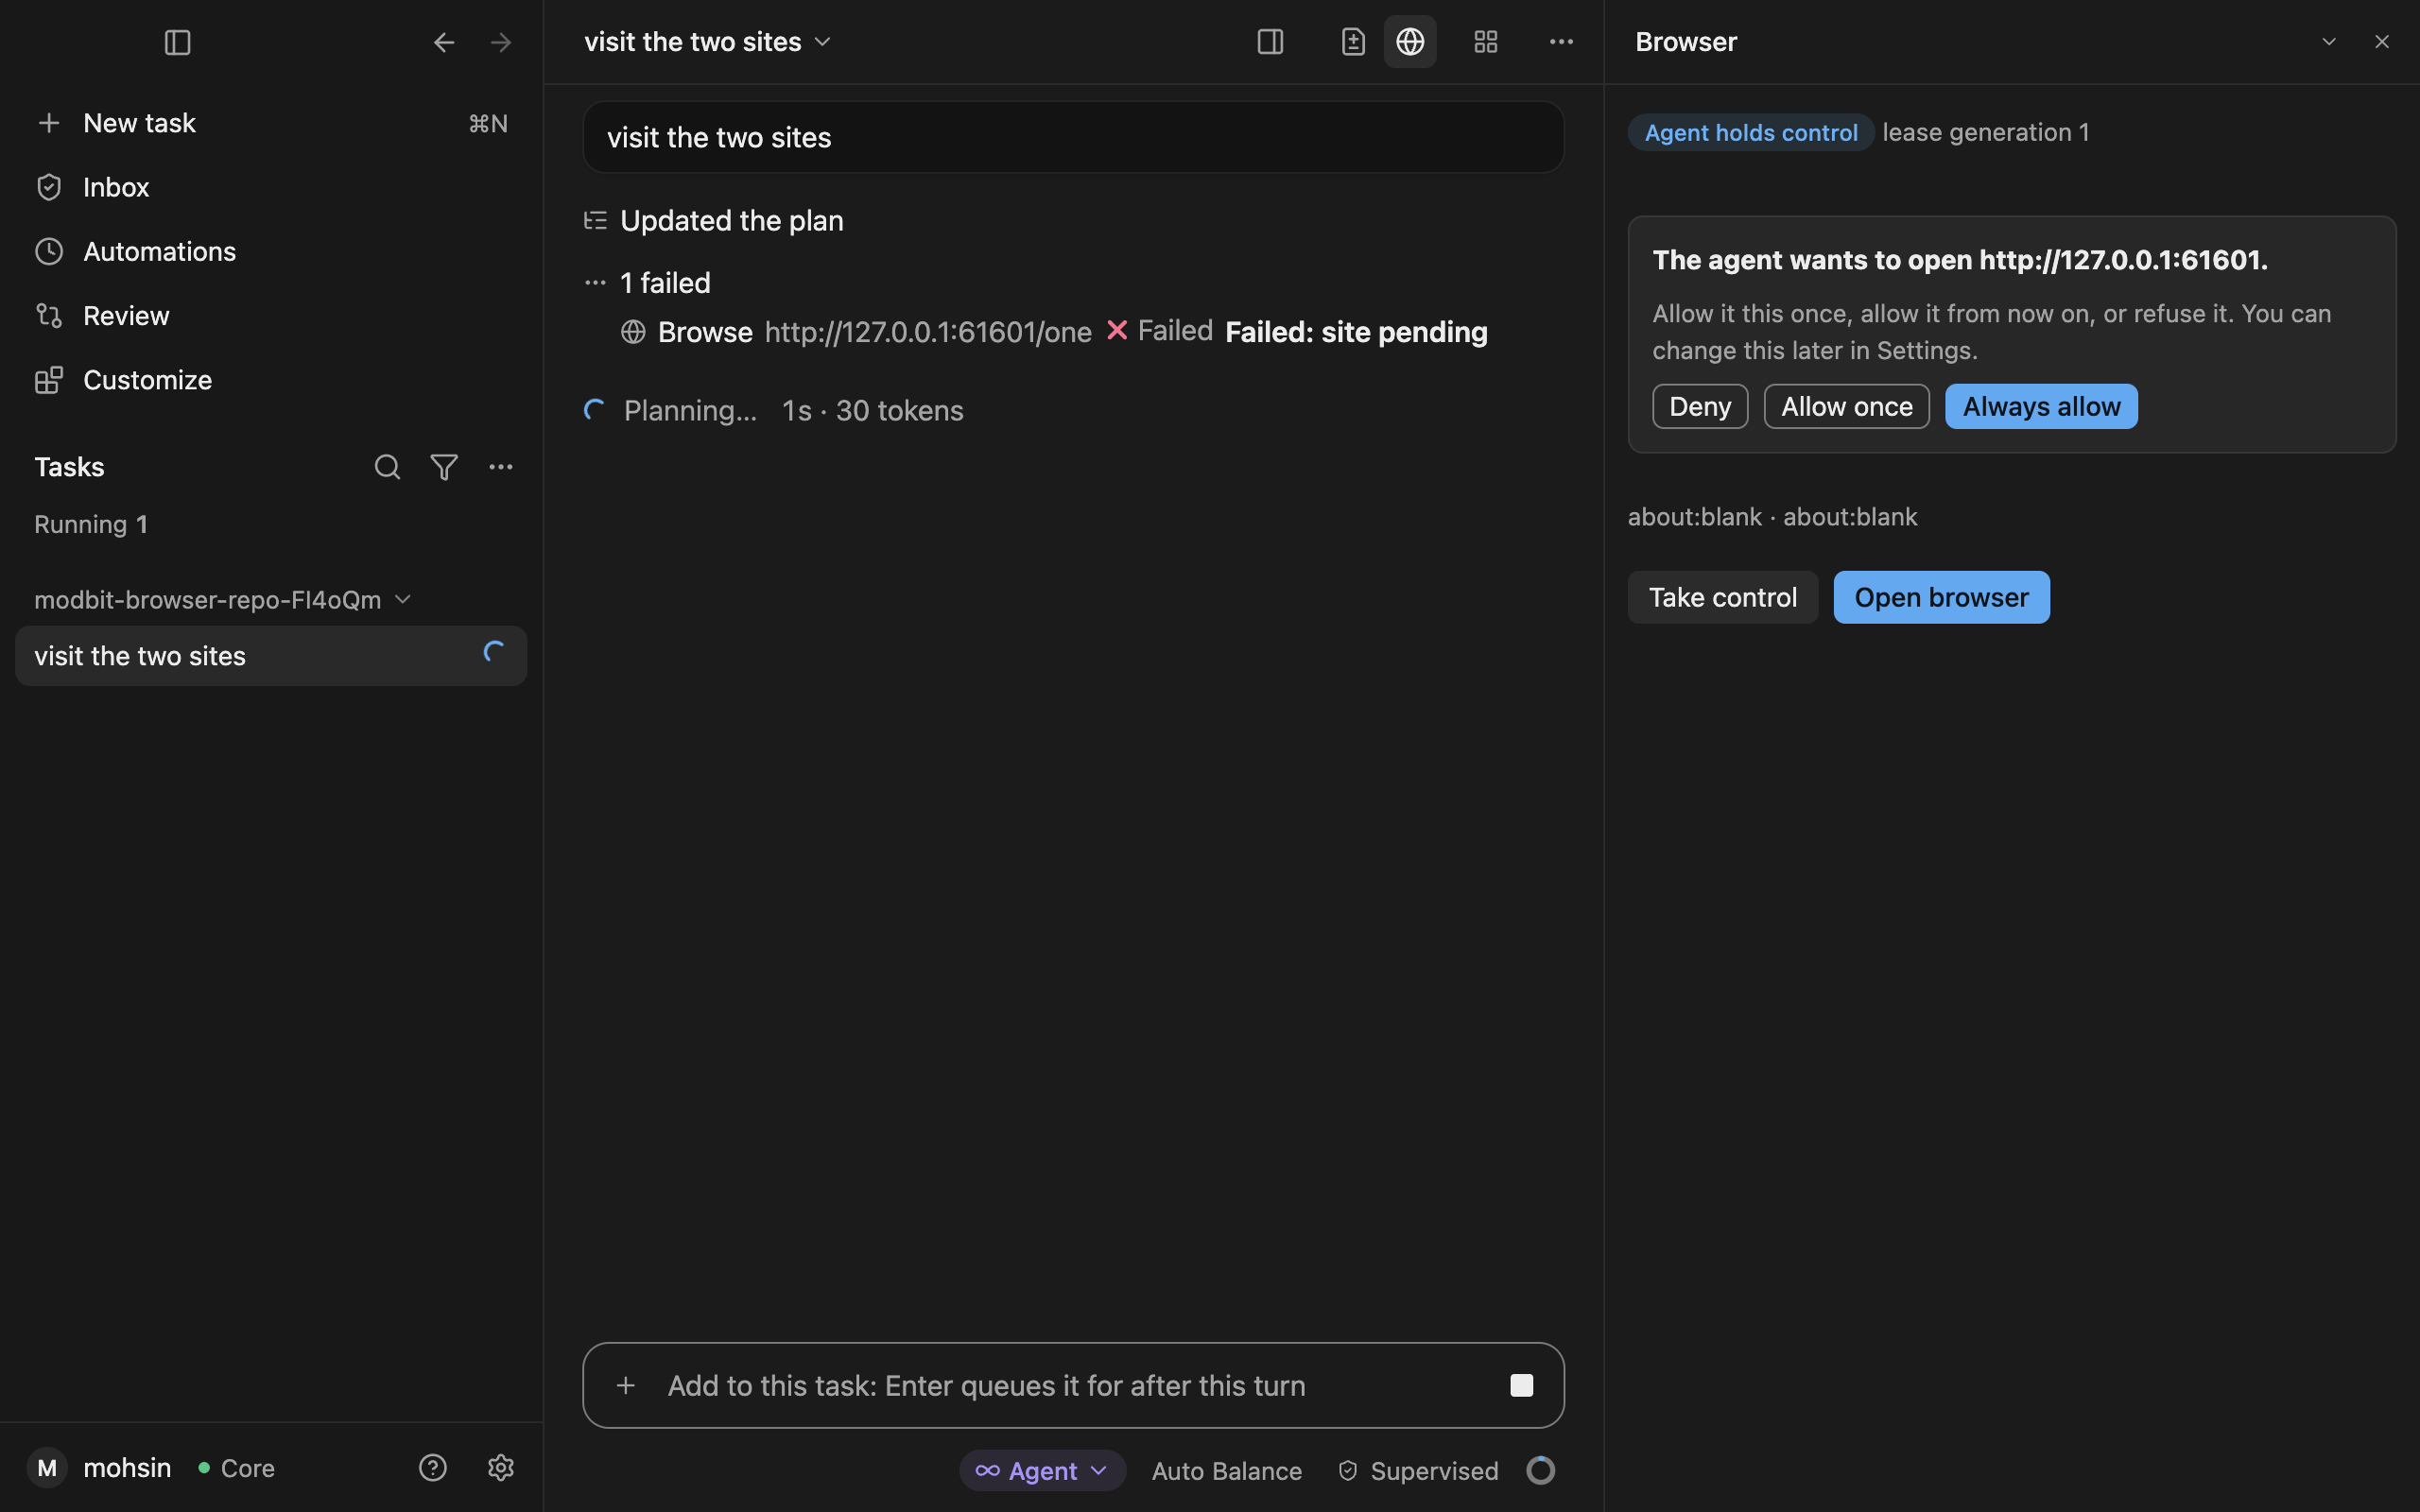 New task ⌘N
Inbox
Automations
Review
Customize
Tasks
Running 1
modbit-browser-repo-FI4oQm
visit the two sites
M mohsin Core
visit the two sites
visit the two sites
Updated the plan
1 failed
Browse http://127.0.0.1:61601/one Failed Failed: site pending
Planning... 1s · 30 tokens
Add to this task: Enter queues it for after this turn
Agent Auto Balance Supervised
Browser
Agent holds control lease generation 1
The agent wants to open http://127.0.0.1:61601.
Allow it this once, allow it from now on, or refuse it. You can
change this later in Settings.
Deny Allow once Always allow
about:blank · about:blank
Take control Open browser